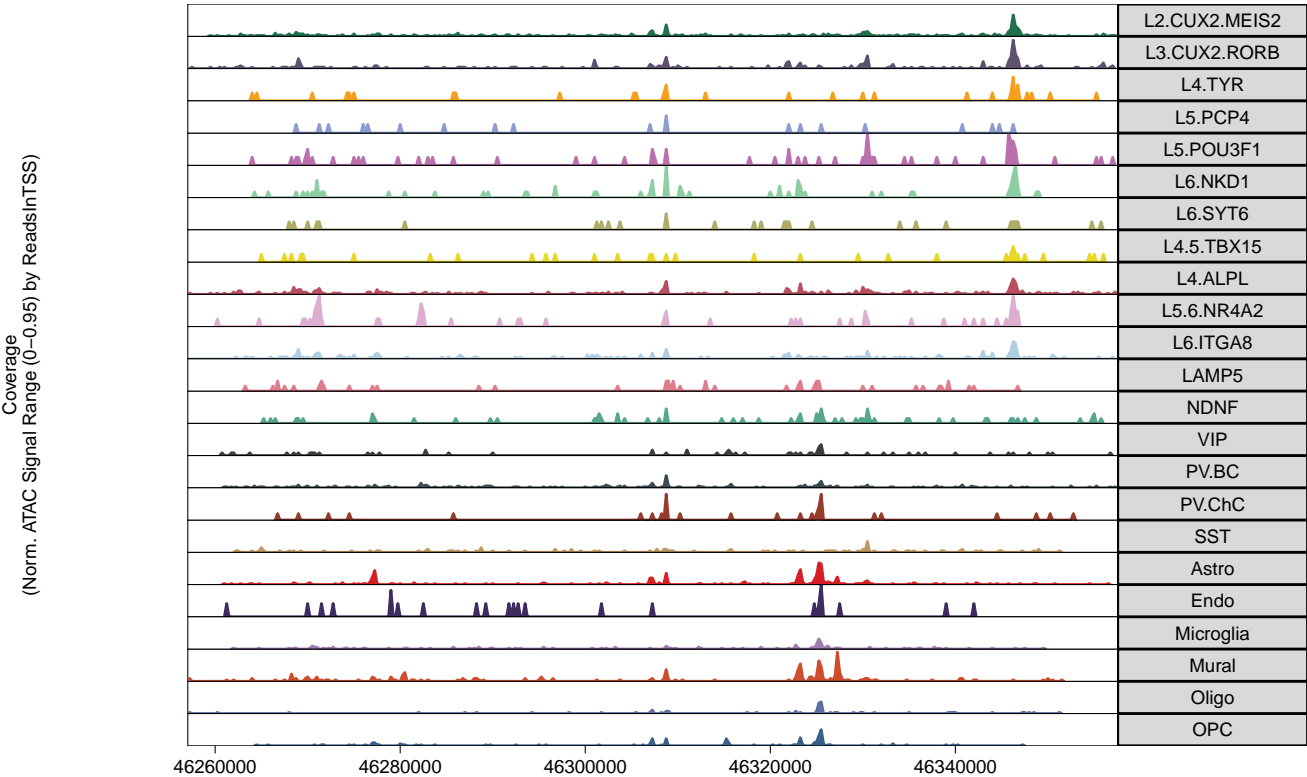 Coverage
(Norm. ATAC Signal Range (0−0.95) by ReadsInTSS)
L2.CUX2.MEIS2
L3.CUX2.RORB
L4.TYR
L5.PCP4
L5.POU3F1
L6.NKD1
L6.SYT6
L4.5.TBX15
L4.ALPL
L5.6.NR4A2
L6.ITGA8
LAMP5
NDNF
VIP
PV.BC
PV.ChC
SST
Astro
Endo
Microglia
Mural
Oligo
OPC
46260000 46280000 46300000 46320000 46340000